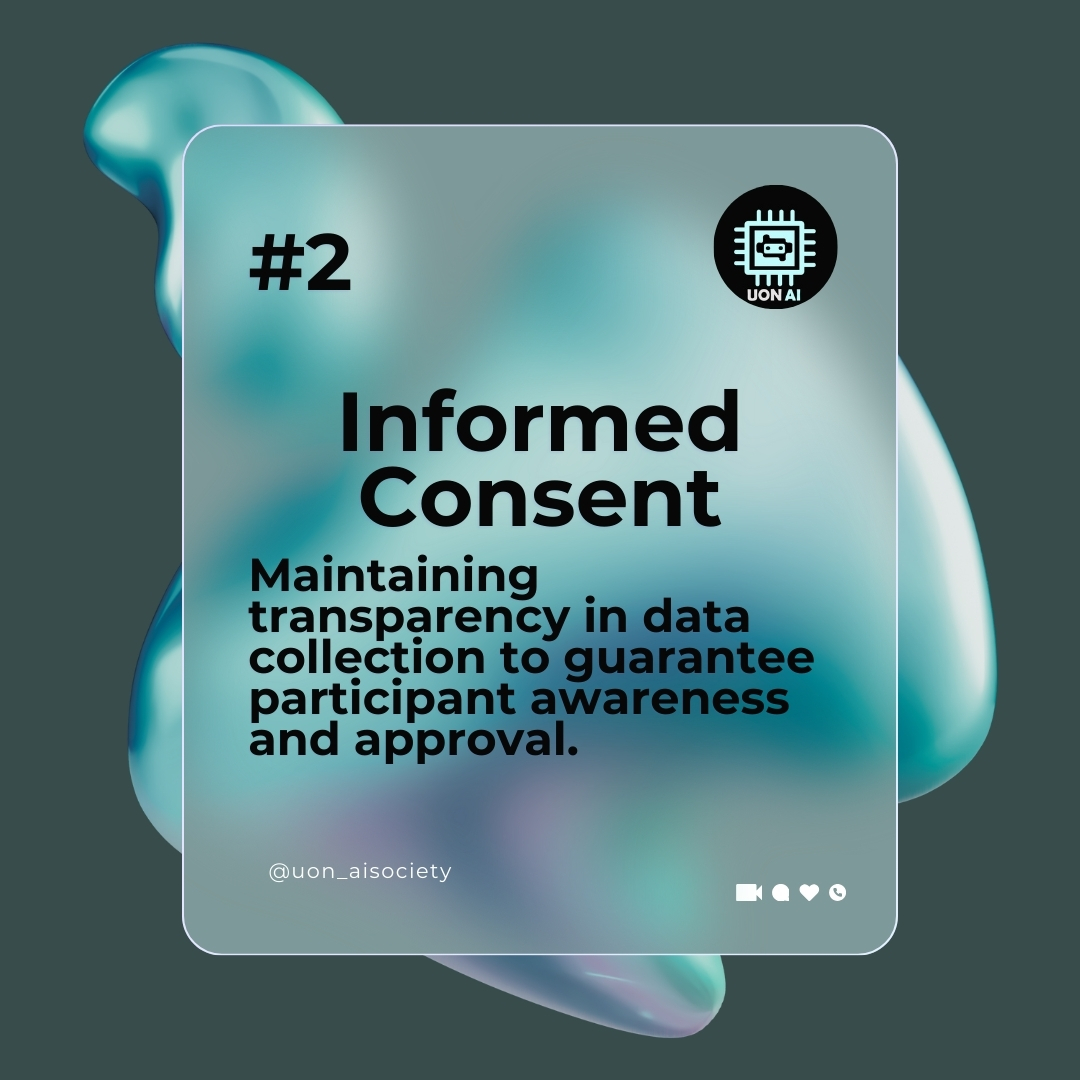 #2
UON AI
Informed
Consent
Maintaining
transparency in data
collection to guarantee
participant awareness
and approval.
@uon_aisociety